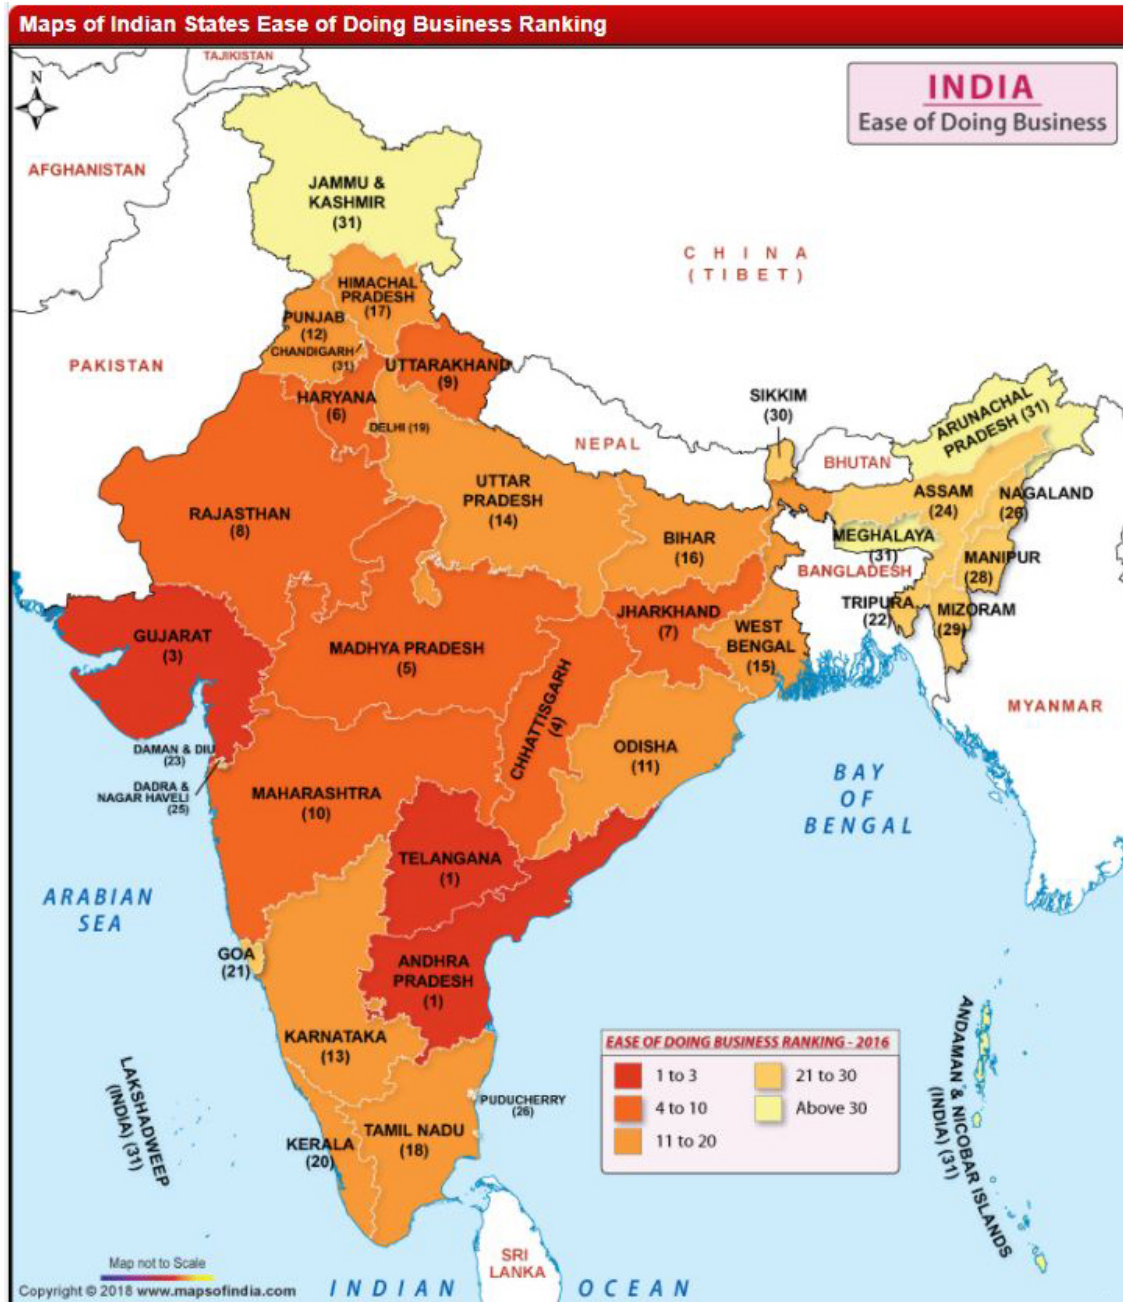 Maps of Indian States Ease of Doing Business Ranking
TAJIKISTAN
N
INDIA
Ease of Doing Business
AFGHANISTAN
JAMMU &
KASHMIR
(31)
CHINA
(TIBET)
HIMACHAL
PRADESH
(17)
PUNJAB
(12)
CHANDIGARH
(31)
PAKISTAN
UTTARAKHAND
(9)
HARYANA
(6)
DELHI (19)
SIKKIM
(30)
ARUNACHAL
PRADESH (31)
NEPAL
BHUTAN
UTTAR
PRADESH
(14)
ASSAM
(24)
NAGALAND
(26)
RAJASTHAN
(8)
BIHAR
(16)
MEGHALAYA
(31)
MANIPUR
(28)
BANGLADESH
TRIPURA
(22)
MIZORAM
(29)
JHARKHAND
(7)
WEST
BENGAL
(15)
GUJARAT
(3)
MADHYA PRADESH
(5)
CHHATTISGARH
(4)
MYANMAR
ODISHA
(11)
DAMAN & DIU
(23)
DADRA &
NAGAR HAVELI
(25)
MAHARASHTRA
(10)
BAY
OF
BENGAL
TELANGANA
(1)
ARABIAN
SEA
GOA
(21)
ANDHRA
PRADESH
(1)
KARNATAKA
(13)
EASE OF DOING BUSINESS RANKING - 2016
1 to 3
21 to 30
4 to 10
Above 30
11 to 20
ANDAMAN & NICOBAR ISLANDS
(INDIA) (31)
LAKSHADWEEP
(INDIA) (31)
PUDUCHERRY
(26)
KERALA
(20)
TAMIL NADU
(18)
SRI
LANKA
Map not to Scale
Copyright © 2018 www.mapsofindia.com
INDIAN OCEAN